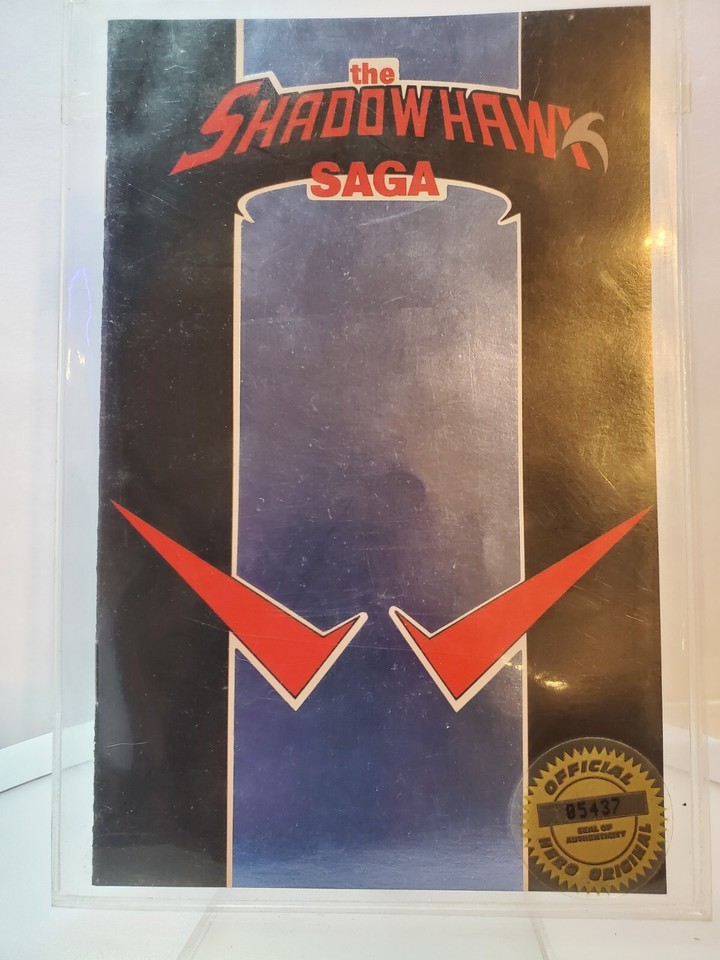 the
SHADOWHAWK
SAGA
OFFICIAL
05437
SEAL OF
AUTHENTICITY
HERO ORIGINAL